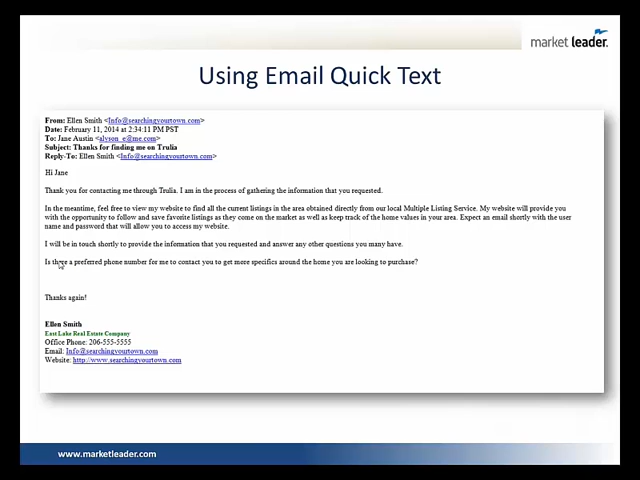 market leader.
Using Email Quick Text
From: Ellen Smith <Info@searchingyourtown.com>
Date: February 11, 2014 at 2:34:11 PM PST
To: Jane Austin <alyson_e@me.com>
Subject: Thanks for finding me on Trulia
Reply-To: Ellen Smith <Info@searchingyourtown.com>
Hi Jane
Thank you for contacting me through Trulia. I am in the process of gathering the information that you requested.
In the meantime, feel free to view my website to find all the current listings in the area obtained directly from our local Multiple Listing Service. My website will provide you
with the opportunity to follow and save favorite listings as they come on the market as well as keep track of the home values in your area. Expect an email shortly with the user
name and password that will allow you to access my website.
I will be in touch shortly to provide the information that you requested and answer any other questions you many have.
Is there a preferred phone number for me to contact you to get more specifics around the home you are looking to purchase?
Thanks again!
Ellen Smith
East Lake Real Estate Company
Office Phone: 206-555-5555
Email: Info@searchingyourtown.com
Website: http://www.searchingyourtown.com
www.marketleader.com